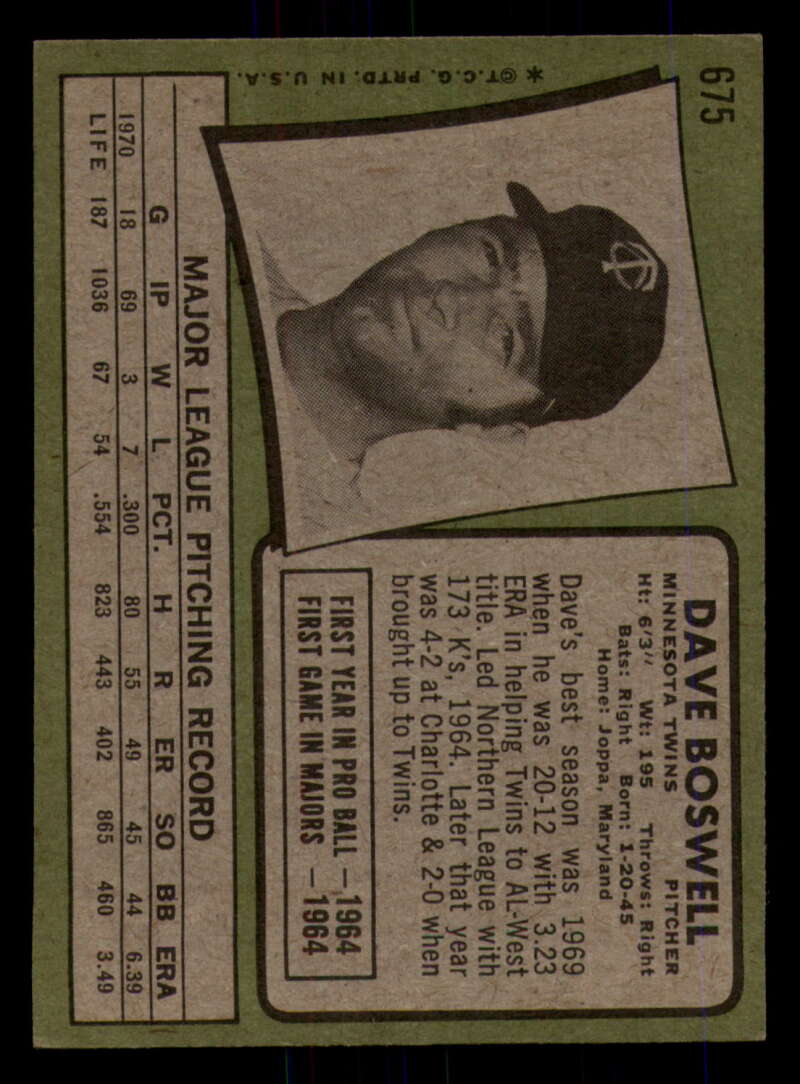 675
* ©T.C.G. PRTD. IN U.S.A.
DAVE BOSWELL
MINNESOTA TWINS PITCHER
Ht: 6'3" Wt: 195 Throws: Right
Bats: Right Born: 1-20-45
Home: Joppa, Maryland
Dave's best season was 1969
when he was 20-12 with 3.23
ERA in helping Twins to AL-West
title. Led Northern League with
173 K's, 1964. Later that year
was 4-2 at Charlotte & 2-0 when
brought up to Twins.
FIRST YEAR IN PRO BALL — 1964
FIRST GAME IN MAJORS — 1964
TC
MAJOR LEAGUE PITCHING RECORD
G IP W L PCT. H R ER SO BB ERA
1970 18 69 3 7 .300 80 55 49 45 44 6.39
LIFE 187 1036 67 54 .554 823 443 402 865 460 3.49